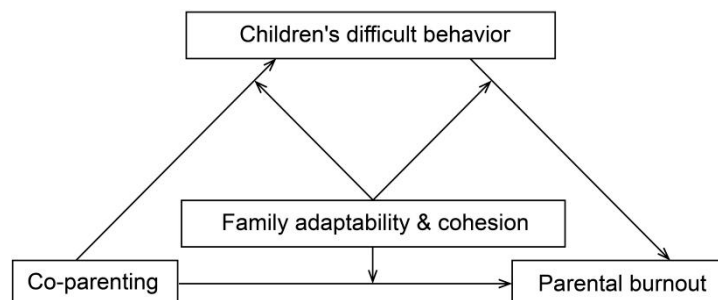 Children's difficult behavior
Family adaptability & cohesion
Co-parenting
Parental burnout